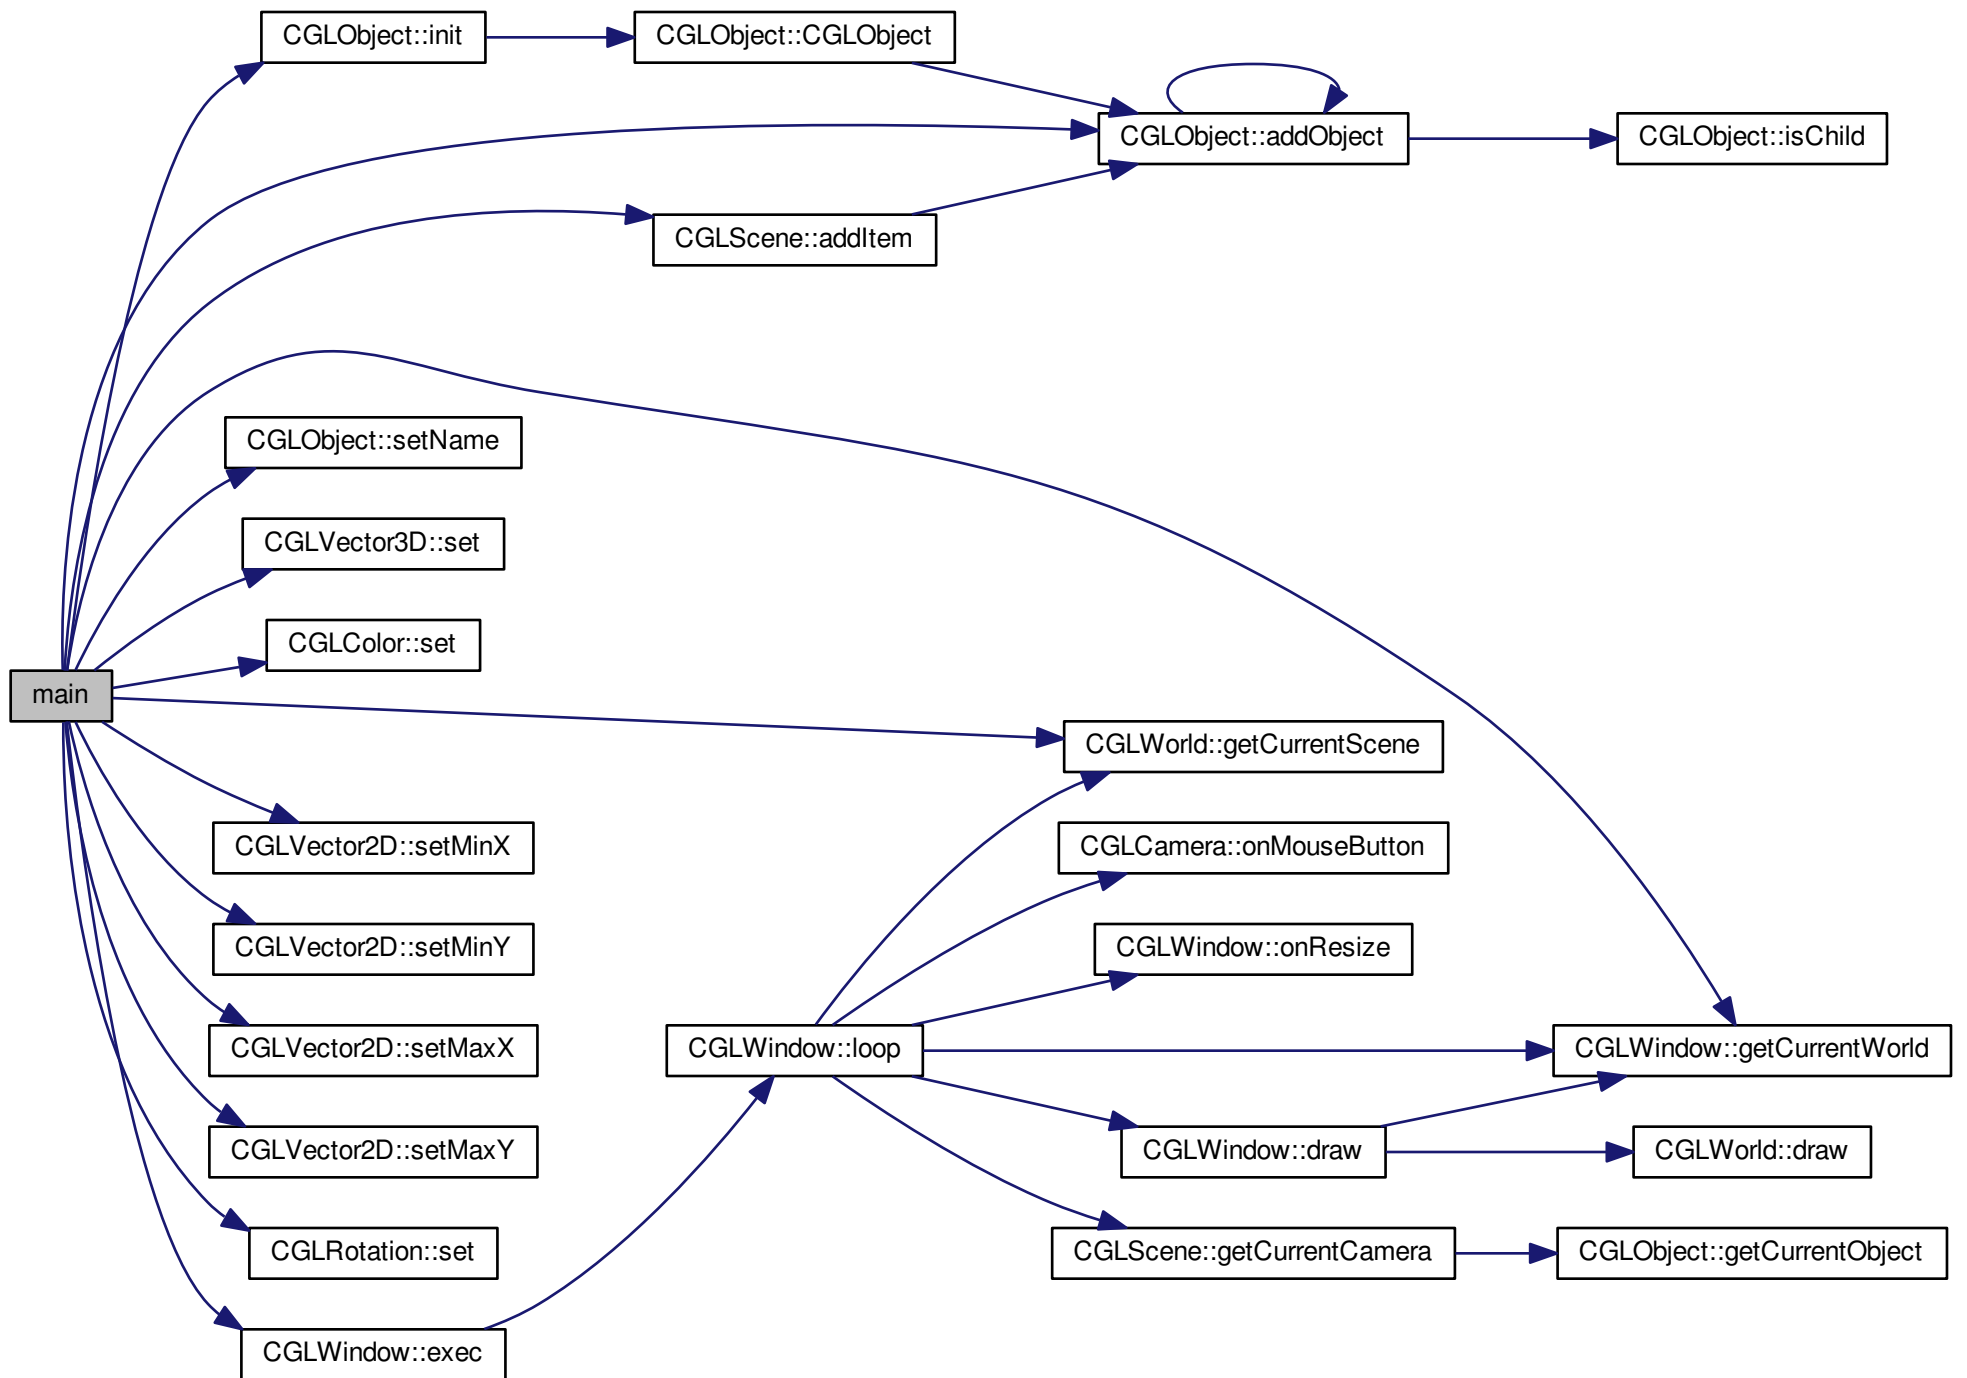 CGLObject::init
CGLObject::CGLObject
CGLObject::addObject
CGLObject::isChild
CGLScene::addItem
CGLObject::setName
CGLVector3D::set
CGLColor::set
main
CGLWorld::getCurrentScene
CGLVector2D::setMinX
CGLCamera::onMouseButton
CGLVector2D::setMinY
CGLWindow::onResize
CGLVector2D::setMaxX
CGLWindow::loop
CGLWindow::getCurrentWorld
CGLVector2D::setMaxY
CGLWindow::draw
CGLWorld::draw
CGLRotation::set
CGLScene::getCurrentCamera
CGLObject::getCurrentObject
CGLWindow::exec